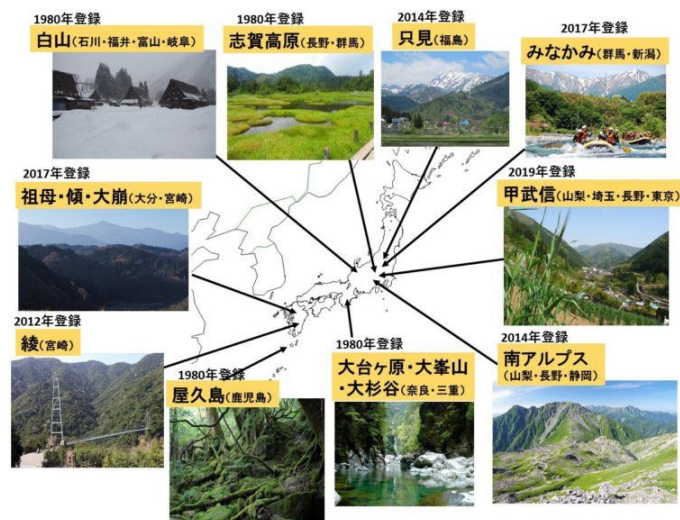 1980年登録
白山(石川・福井・富山・岐阜)
1980年登録
志賀高原(長野・群馬)
2014年登録
只見(福島)
2017年登録
みなかみ(群馬・新潟)
2017年登録
祖母・傾・大崩(大分・宮崎)
2019年登録
甲武信(山梨・埼玉・長野・東京)
2012年登録
綾(宮崎)
1980年登録
屋久島(鹿児島)
1980年登録
大台ヶ原・大峯山
・大杉谷(奈良・三重)
2014年登録
南アルプス
(山梨・長野・静岡)